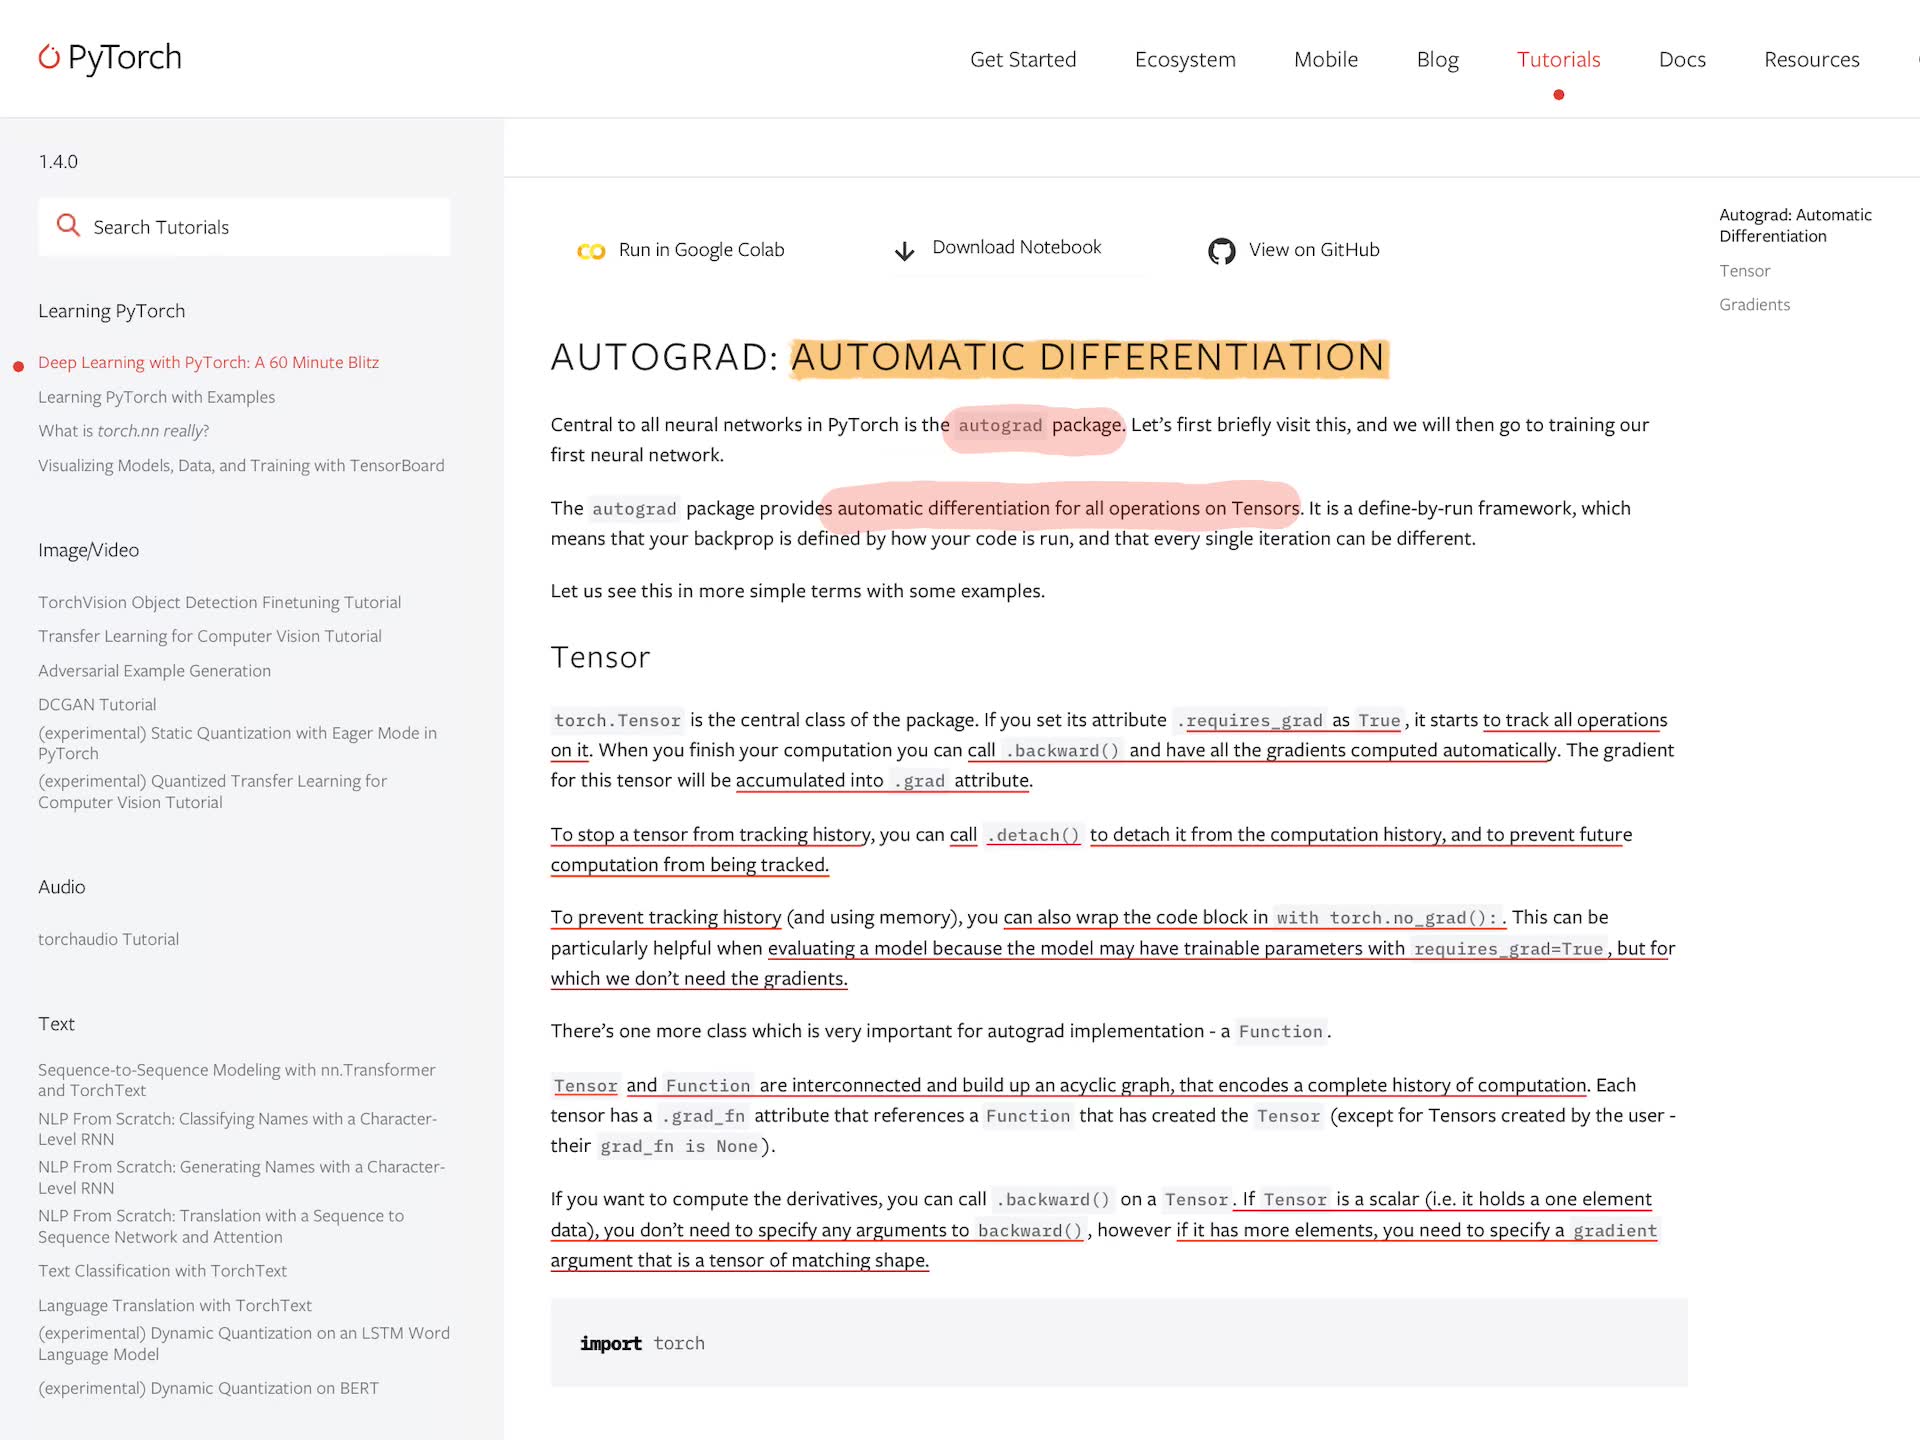 PyTorch
Get Started
Ecosystem
Mobile
Blog
Tutorials
Docs
Resources
1.4.0
Search Tutorials
Learning PyTorch
Deep Learning with PyTorch: A 60 Minute Blitz
Learning PyTorch with Examples
What is torch.nn really?
Visualizing Models, Data, and Training with TensorBoard
Image/Video
TorchVision Object Detection Finetuning Tutorial
Transfer Learning for Computer Vision Tutorial
Adversarial Example Generation
DCGAN Tutorial
(experimental) Static Quantization with Eager Mode in
PyTorch
(experimental) Quantized Transfer Learning for
Computer Vision Tutorial
Audio
torchaudio Tutorial
Text
Sequence-to-Sequence Modeling with nn.Transformer
and TorchText
NLP From Scratch: Classifying Names with a Character-
Level RNN
NLP From Scratch: Generating Names with a Character-
Level RNN
NLP From Scratch: Translation with a Sequence to
Sequence Network and Attention
Text Classification with TorchText
Language Translation with TorchText
(experimental) Dynamic Quantization on an LSTM Word
Language Model
(experimental) Dynamic Quantization on BERT
Run in Google Colab
Download Notebook
View on GitHub
AUTOGRAD: AUTOMATIC DIFFERENTIATION
Central to all neural networks in PyTorch is the autograd package. Let’s first briefly visit this, and we will then go to training our
first neural network.
The autograd package provides automatic differentiation for all operations on Tensors. It is a define-by-run framework, which
means that your backprop is defined by how your code is run, and that every single iteration can be different.
Let us see this in more simple terms with some examples.
Tensor
torch.Tensor is the central class of the package. If you set its attribute .requires_grad as True, it starts to track all operations
on it. When you finish your computation you can call .backward() and have all the gradients computed automatically. The gradient
for this tensor will be accumulated into .grad attribute.
To stop a tensor from tracking history, you can call .detach() to detach it from the computation history, and to prevent future
computation from being tracked.
To prevent tracking history (and using memory), you can also wrap the code block in with torch.no_grad():. This can be
particularly helpful when evaluating a model because the model may have trainable parameters with requires_grad=True, but for
which we don’t need the gradients.
There’s one more class which is very important for autograd implementation - a Function.
Tensor and Function are interconnected and build up an acyclic graph, that encodes a complete history of computation. Each
tensor has a .grad_fn attribute that references a Function that has created the Tensor (except for Tensors created by the user -
their grad_fn is None).
If you want to compute the derivatives, you can call .backward() on a Tensor. If Tensor is a scalar (i.e. it holds a one element
data), you don’t need to specify any arguments to backward(), however if it has more elements, you need to specify a gradient
argument that is a tensor of matching shape.
import torch
Autograd: Automatic
Differentiation
Tensor
Gradients